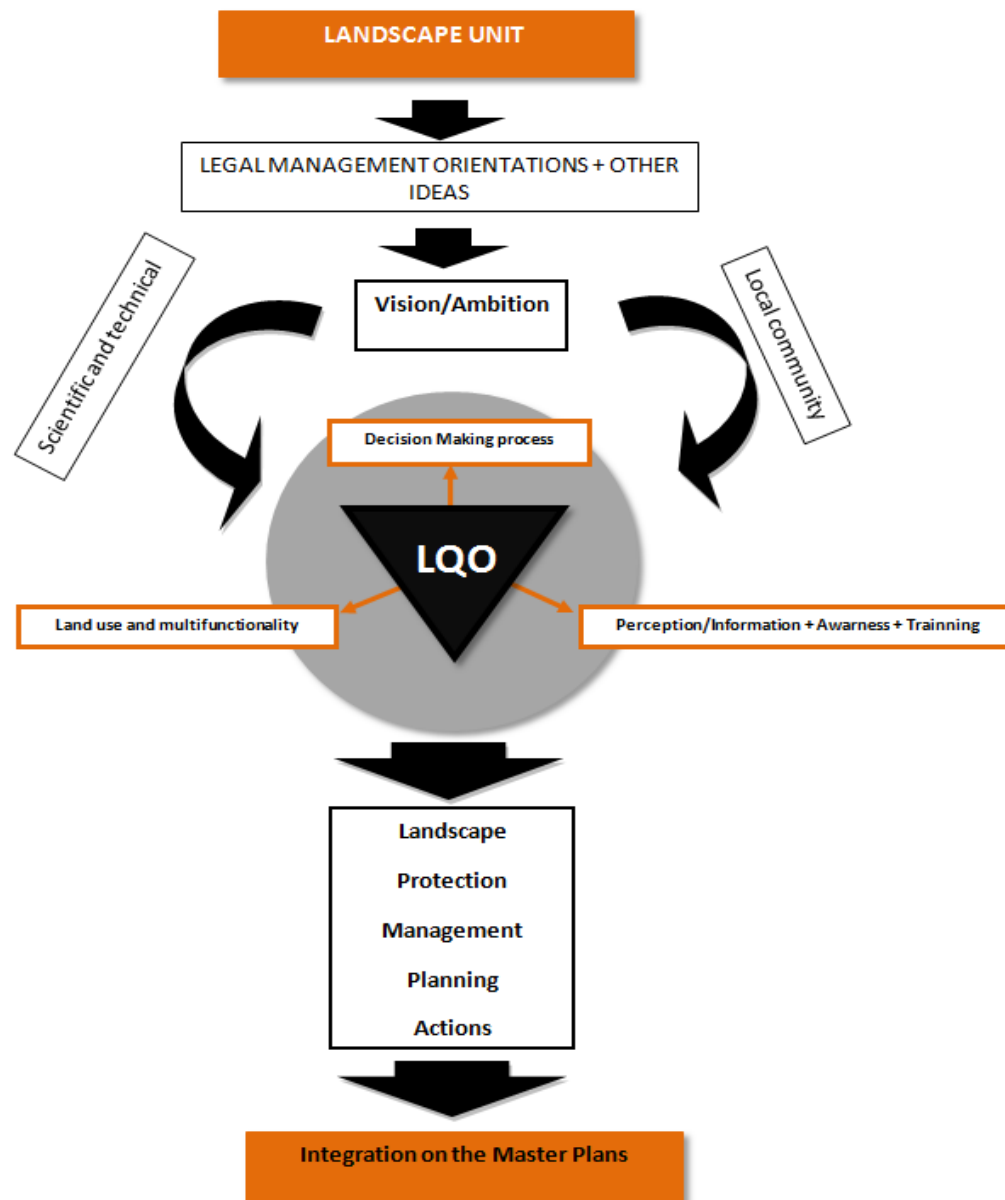 LANDSCAPE UNIT
LEGAL MANAGEMENT ORIENTATIONS + OTHER
IDEAS
Scientific and technical
Vision/Ambition
Local community
Decision Making process
LQO
Land use and multifunctionality
Perception/Information + Awarness + Trainning
Landscape
Protection
Management
Planning
Actions
Integration on the Master Plans